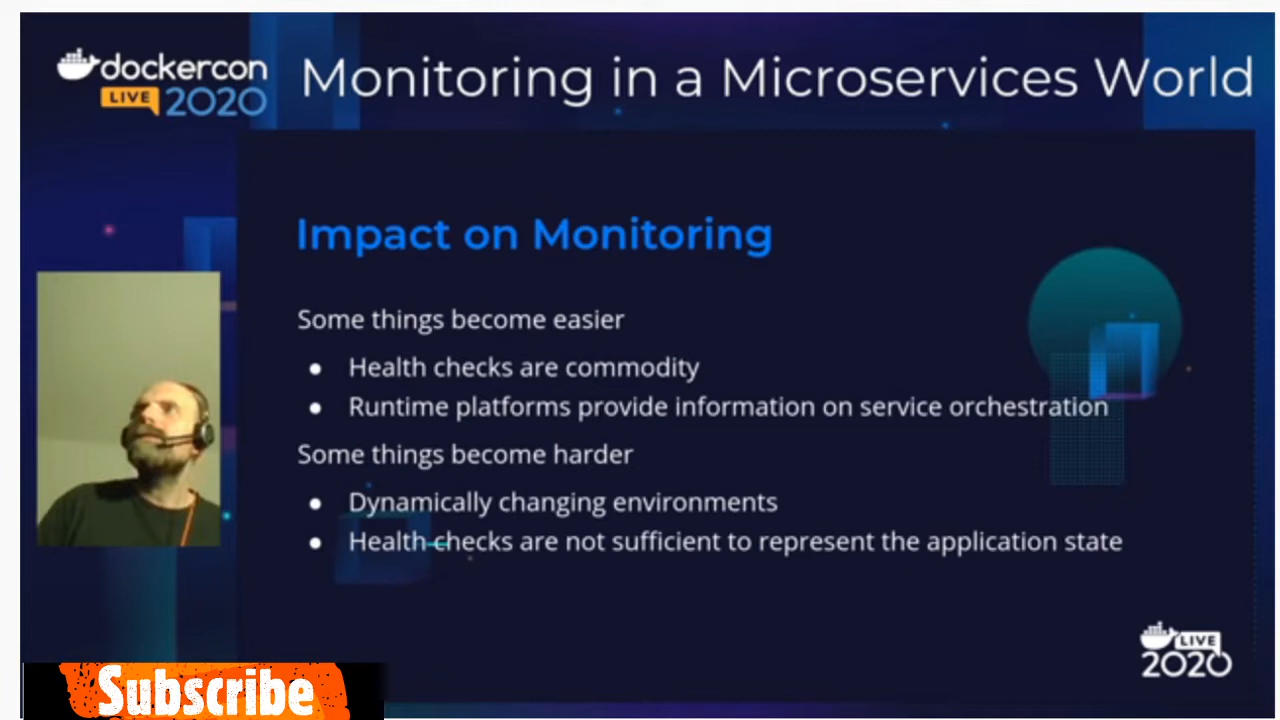 dockercon
LIVE 2020
Monitoring in a Microservices World
Impact on Monitoring
Some things become easier
● Health checks are commodity
● Runtime platforms provide information on service orchestration
Some things become harder
● Dynamically changing environments
● Health checks are not sufficient to represent the application state
LIVE
2020
Subscribe